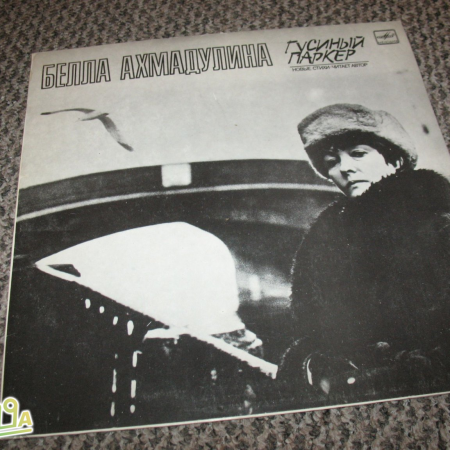 БЕЛЛА АХМАДУЛИНА
ГУСИНЫЙ
ПАРКЕР
НОВЫЕ СТИХИ ЧИТАЕТ АВТОР